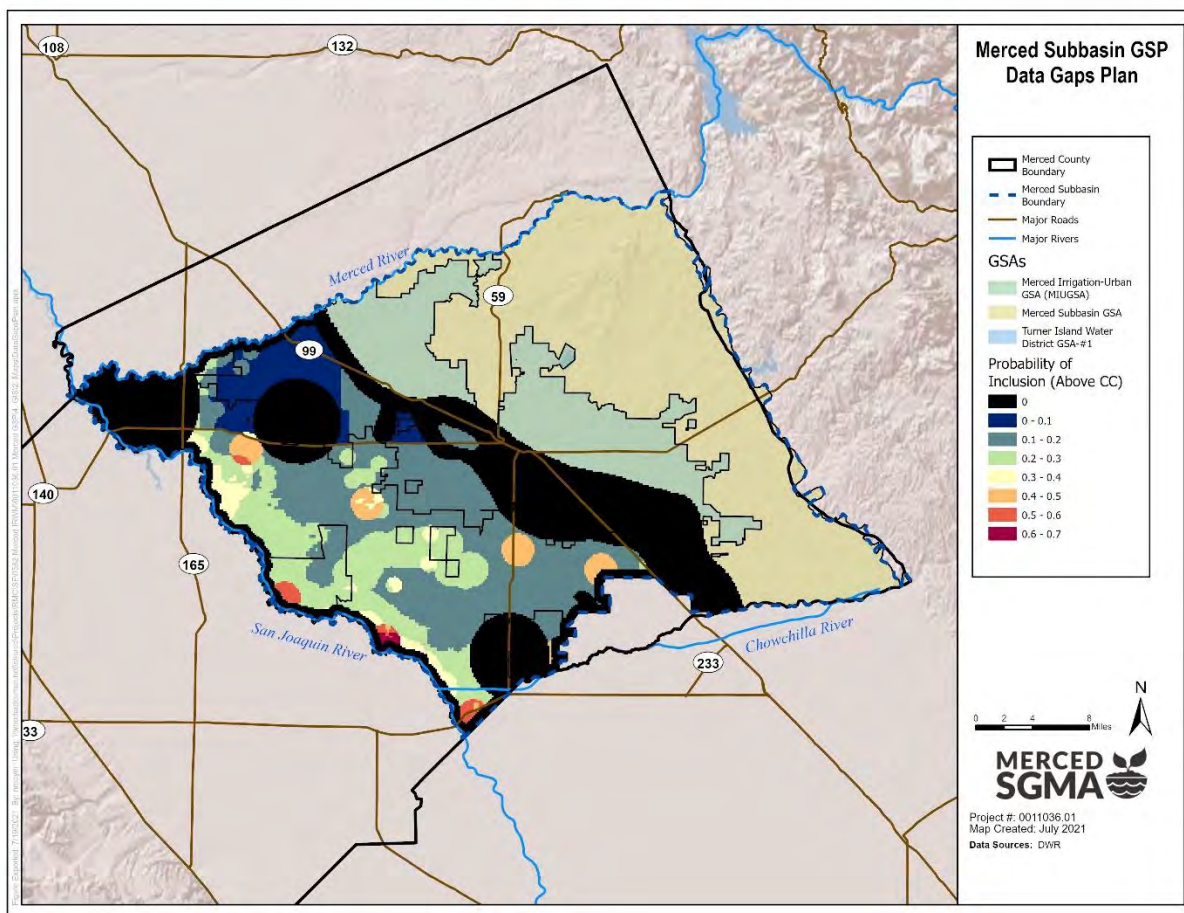 Merced Subbasin GSP
Data Gaps Plan
Merced County
Boundary
Merced Subbasin
Boundary
Major Roads
Major Rivers
GSAs
Merced Irrigation-Urban
GSA (MIUGSA)
Merced Subbasin GSA
Turner Island Water
District GSA-#1
Probability of
Inclusion (Above CC)
0
0 - 0.1
0.1 - 0.2
0.2 - 0.3
0.3 - 0.4
0.4 - 0.5
0.5 - 0.6
0.6 - 0.7
N
0 2 4 8
Miles
MERCED
SGMA
Project #: 0011036.01
Map Created: July 2021
Data Sources: DWR
108
132
Merced River
59
99
140
165
San Joaquin River
Chowchilla River
233
33